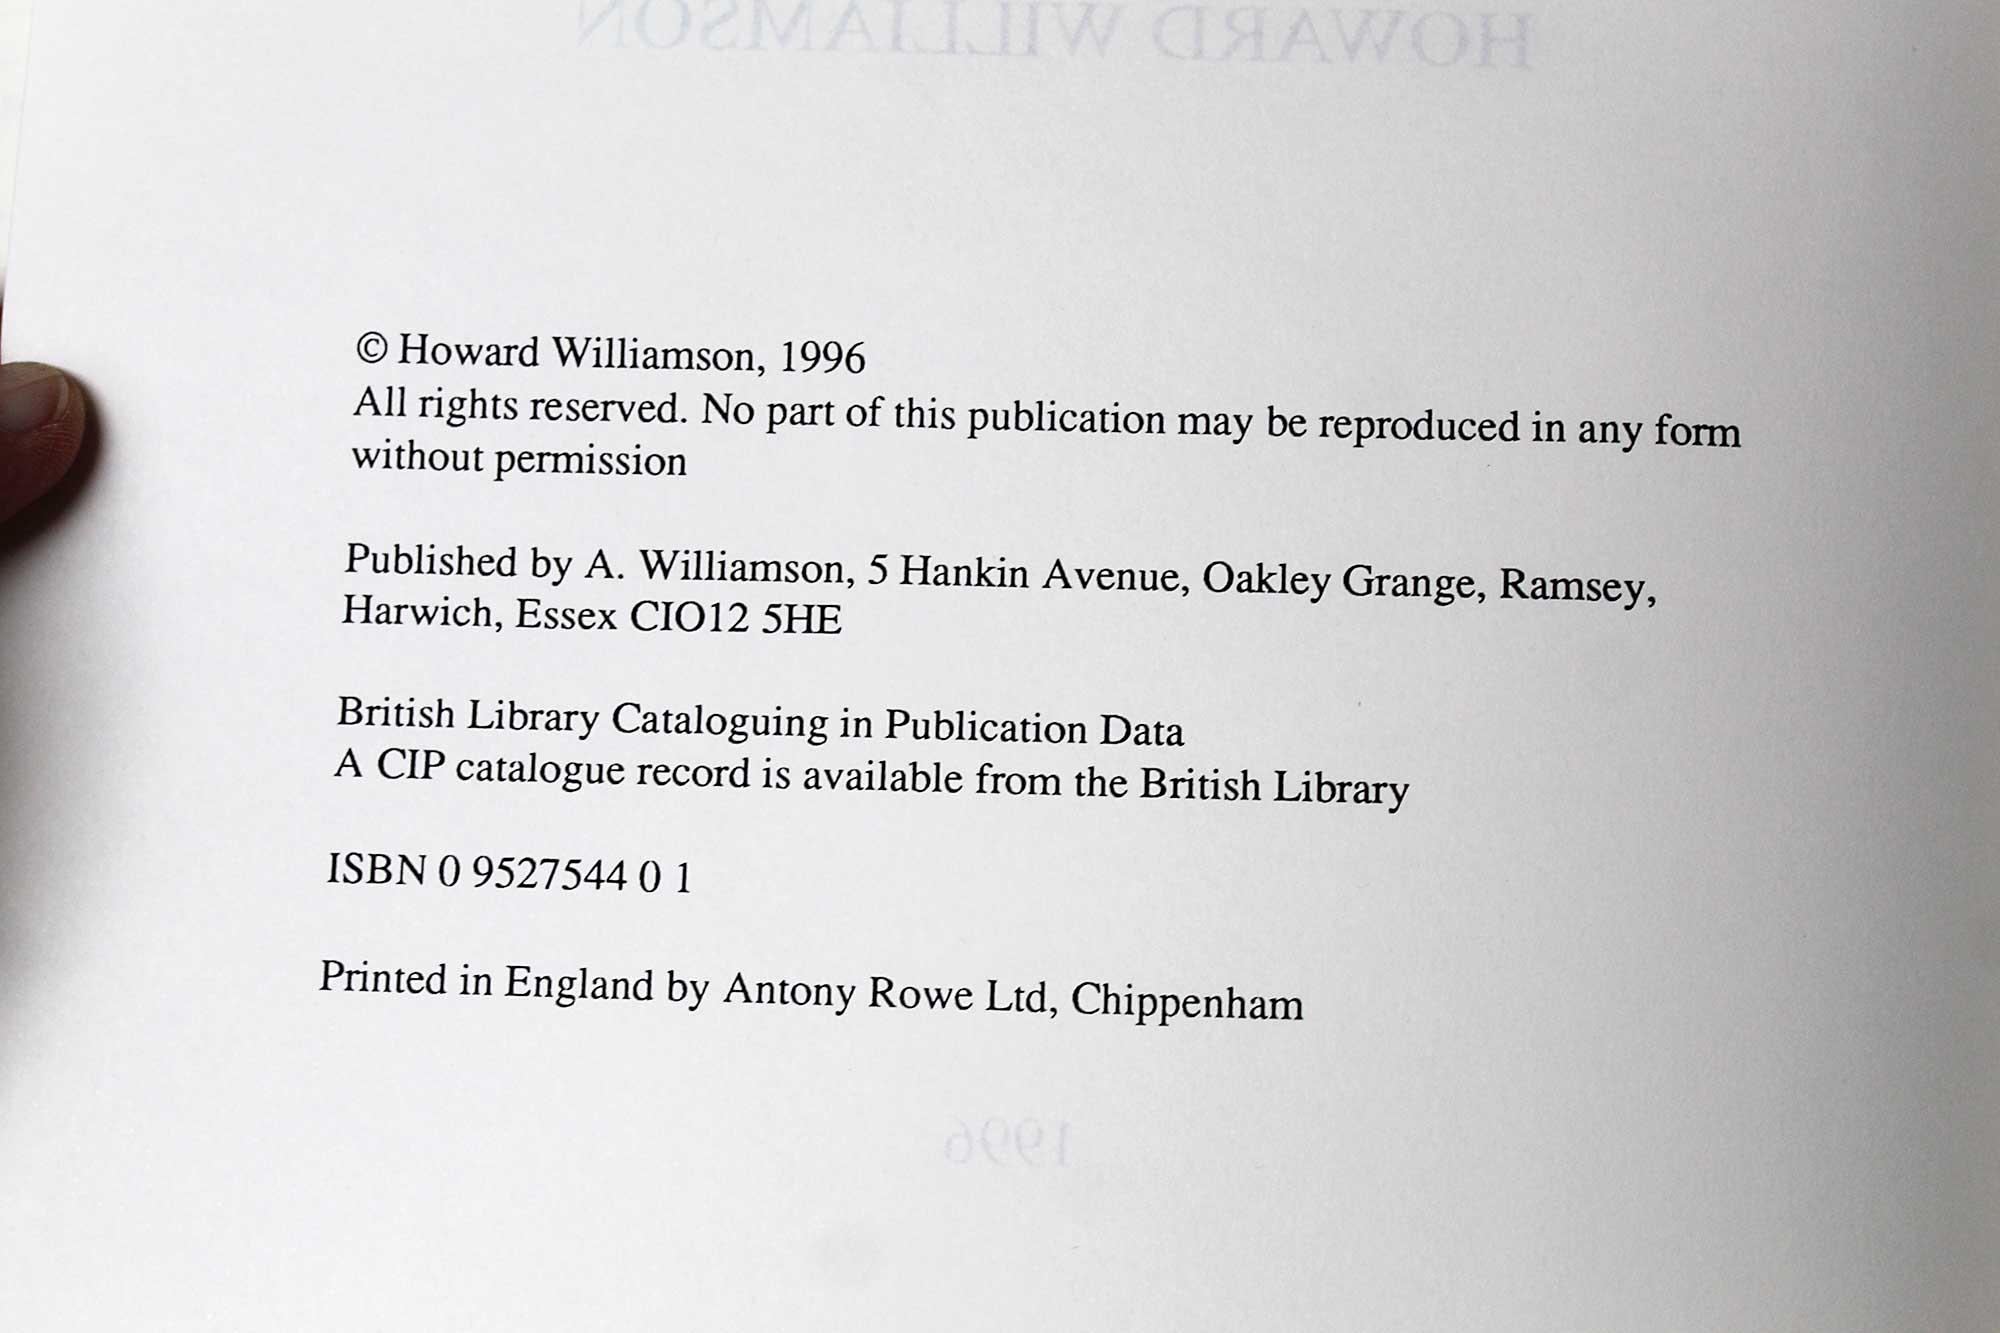 HOWARD WILLIAMSON
© Howard Williamson, 1996
All rights reserved. No part of this publication may be reproduced in any form
without permission
Published by A. Williamson, 5 Hankin Avenue, Oakley Grange, Ramsey,
Harwich, Essex CIO12 5HE
British Library Cataloguing in Publication Data
A CIP catalogue record is available from the British Library
ISBN 0 9527544 0 1
Printed in England by Antony Rowe Ltd, Chippenham
1996